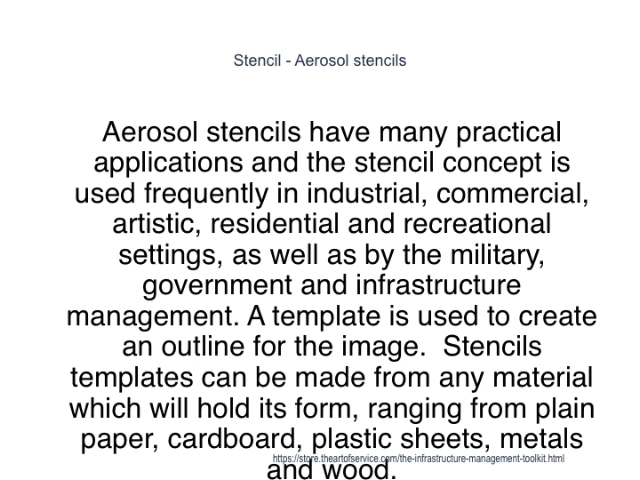 Stencil - Aerosol stencils
Aerosol stencils have many practical
applications and the stencil concept is
used frequently in industrial, commercial,
artistic, residential and recreational
settings, as well as by the military,
government and infrastructure
management. A template is used to create
an outline for the image.  Stencils
templates can be made from any material
which will hold its form, ranging from plain
paper, cardboard, plastic sheets, metals
https://store.theartofservice.com/the-infrastructure-management-toolkit.html
and wood.